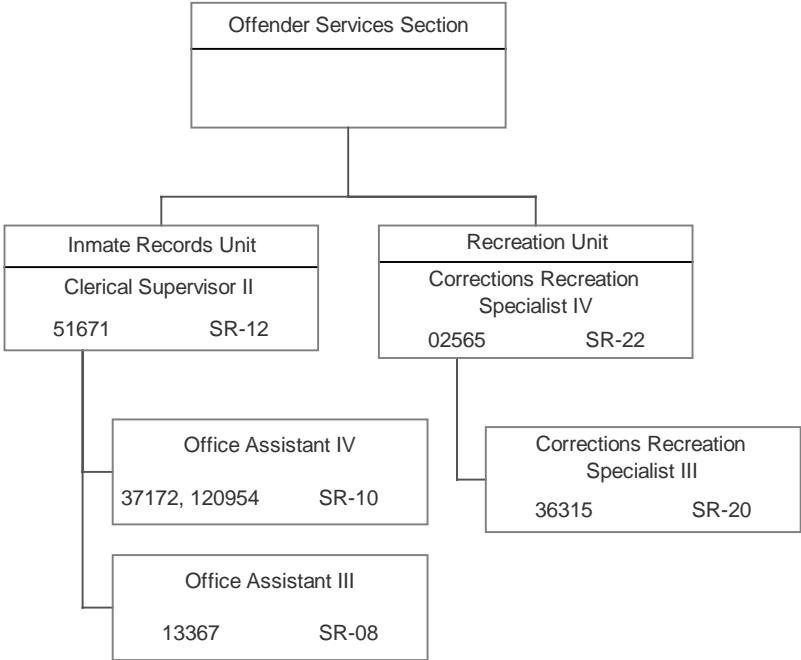 Offender Services Section
Inmate Records Unit
Clerical Supervisor II
51671 SR-12
Recreation Unit
Corrections Recreation
Specialist IV
02565 SR-22
Office Assistant IV
37172, 120954 SR-10
Office Assistant III
13367 SR-08
Corrections Recreation
Specialist III
36315 SR-20